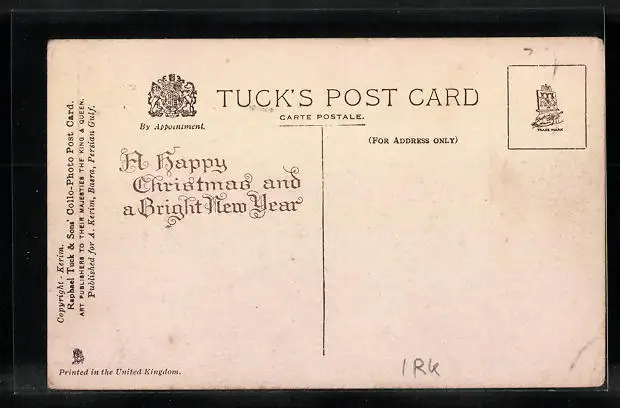 TUCK'S POST CARD
CARTE POSTALE.
By Appointment.
(FOR ADDRESS ONLY)
TRADE MARK
A Happy
Christmas and
a Bright New Year
Copyright - Kerim.
Raphael Tuck & Sons' Collo-Photo Post Card.
ART PUBLISHERS TO THEIR MAJESTIES THE KING & QUEEN.
Published for A. Kerim, Basra, Persian Gulf.
Printed in the United Kingdom.
1RK